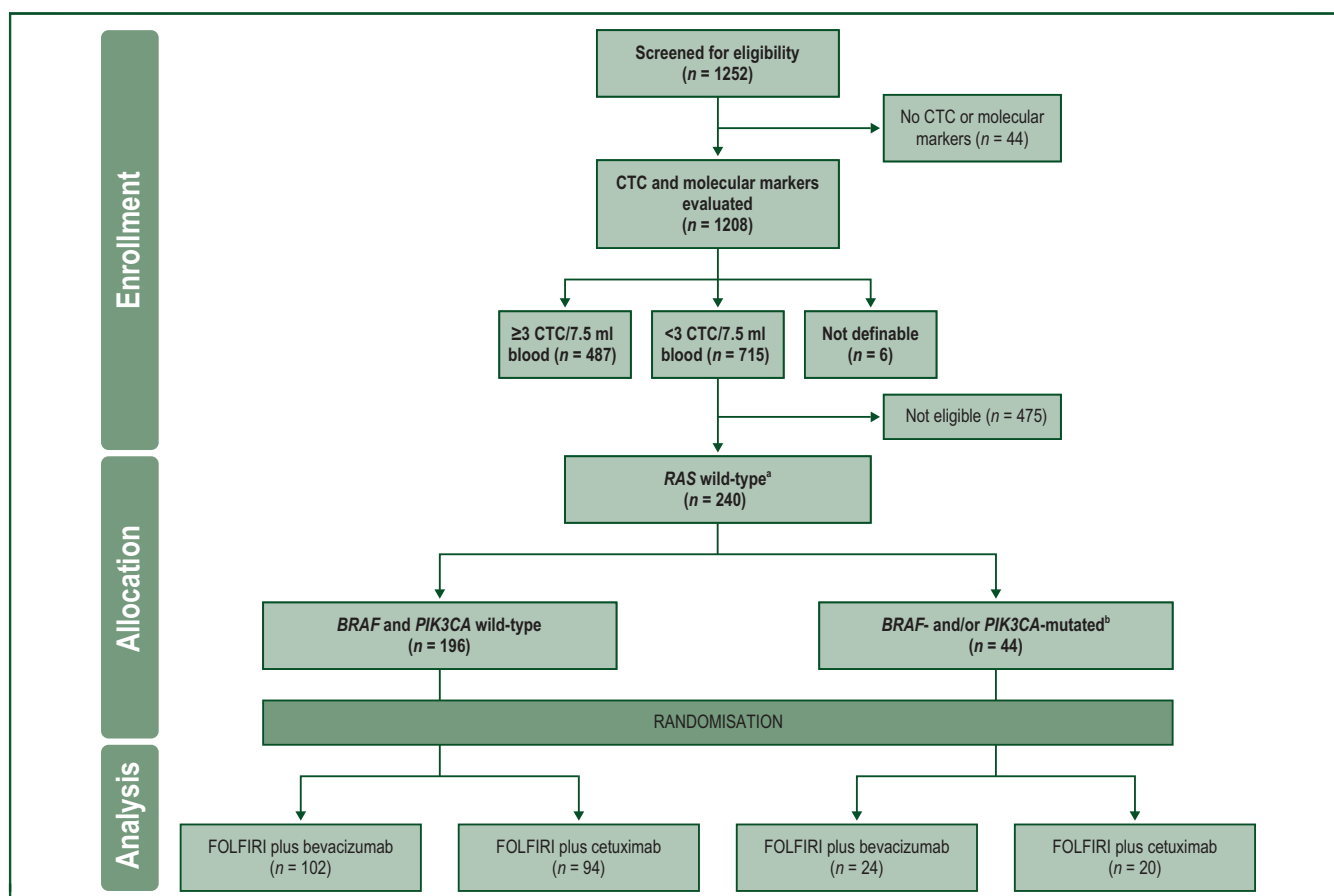 Enrollment
Screened for eligibility
(n = 1252)
No CTC or molecular
markers (n = 44)
CTC and molecular markers
evaluated
(n = 1208)
≥3 CTC/7.5 ml
blood (n = 487)
<3 CTC/7.5 ml
blood (n = 715)
Not definable
(n = 6)
Not eligible (n = 475)
Allocation
RAS wild-typeᵃ
(n = 240)
BRAF and PIK3CA wild-type
(n = 196)
BRAF- and/or PIK3CA-mutatedᵇ
(n = 44)
RANDOMISATION
Analysis
FOLFIRI plus bevacizumab
(n = 102)
FOLFIRI plus cetuximab
(n = 94)
FOLFIRI plus bevacizumab
(n = 24)
FOLFIRI plus cetuximab
(n = 20)